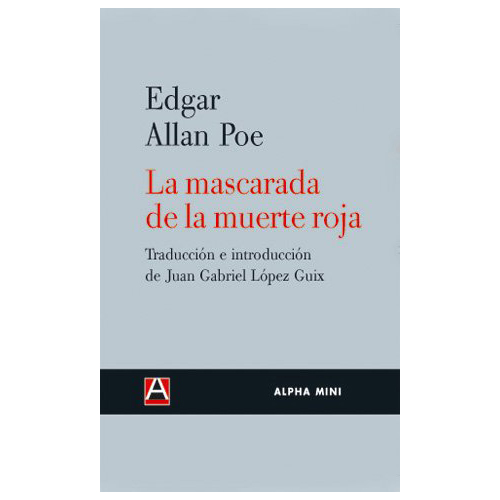 Edgar
Allan Poe
La mascarada
de la muerte roja
Traducción e introducción
de Juan Gabriel López Guix
A
ALPHA MINI